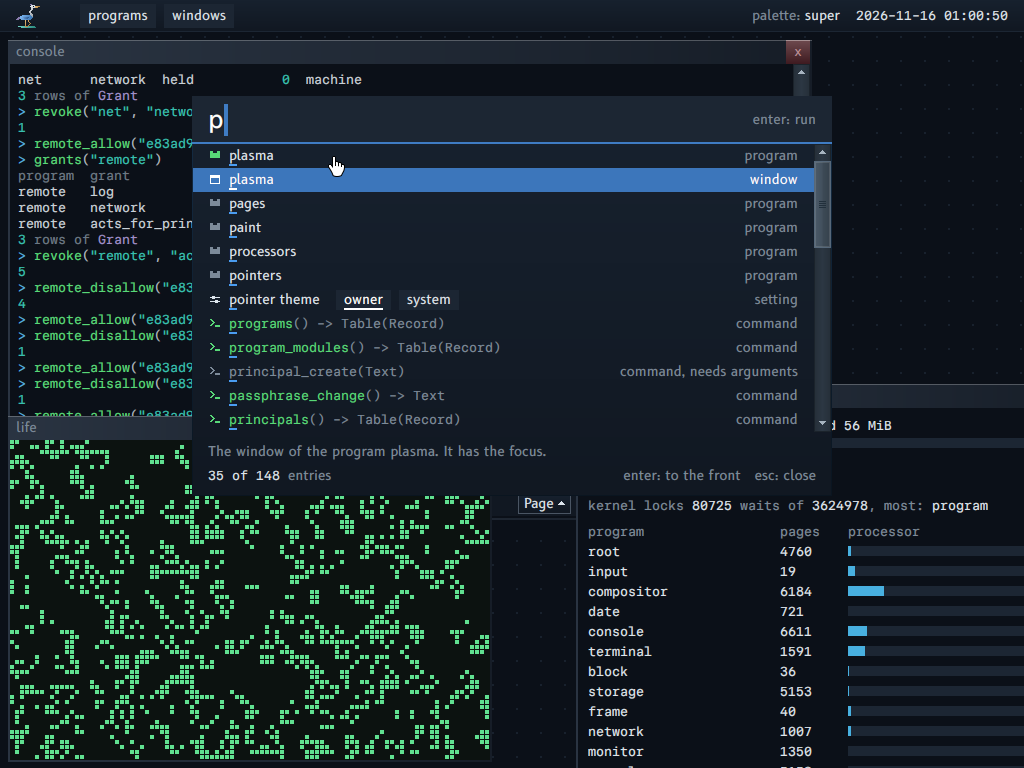 programs windows palette: super 2026-11-16 01:00:50
console x
net network held 0 machine
3 rows of Grant
> revoke("net", "netwo
1
> remote_allow("e83ad9
> grants("remote")
program grant
remote log
remote network
remote acts_for_prin
3 rows of Grant
> revoke("remote", "ac
5
> remote_disallow("e83
4
> remote_allow("e83ad9
> remote_disallow("e83
1
> remote_allow("e83ad9
> remote_disallow("e83
1
> remote_allow("e83ad9
p enter: run
plasma program
plasma window
pages program
paint program
processors program
pointers program
pointer theme owner system setting
programs() -> Table(Record) command
program_modules() -> Table(Record) command
principal_create(Text) command, needs arguments
passphrase_change() -> Text command
principals() -> Table(Record) command
The window of the program plasma. It has the focus.
35 of 148 entries enter: to the front esc: close
life
d 56 MiB
Page
kernel locks 80725 waits of 3624978, most: program
program pages processor
root 4760
input 19
compositor 6184
date 721
console 6611
terminal 1591
block 36
storage 5153
frame 40
network 1007
monitor 1350